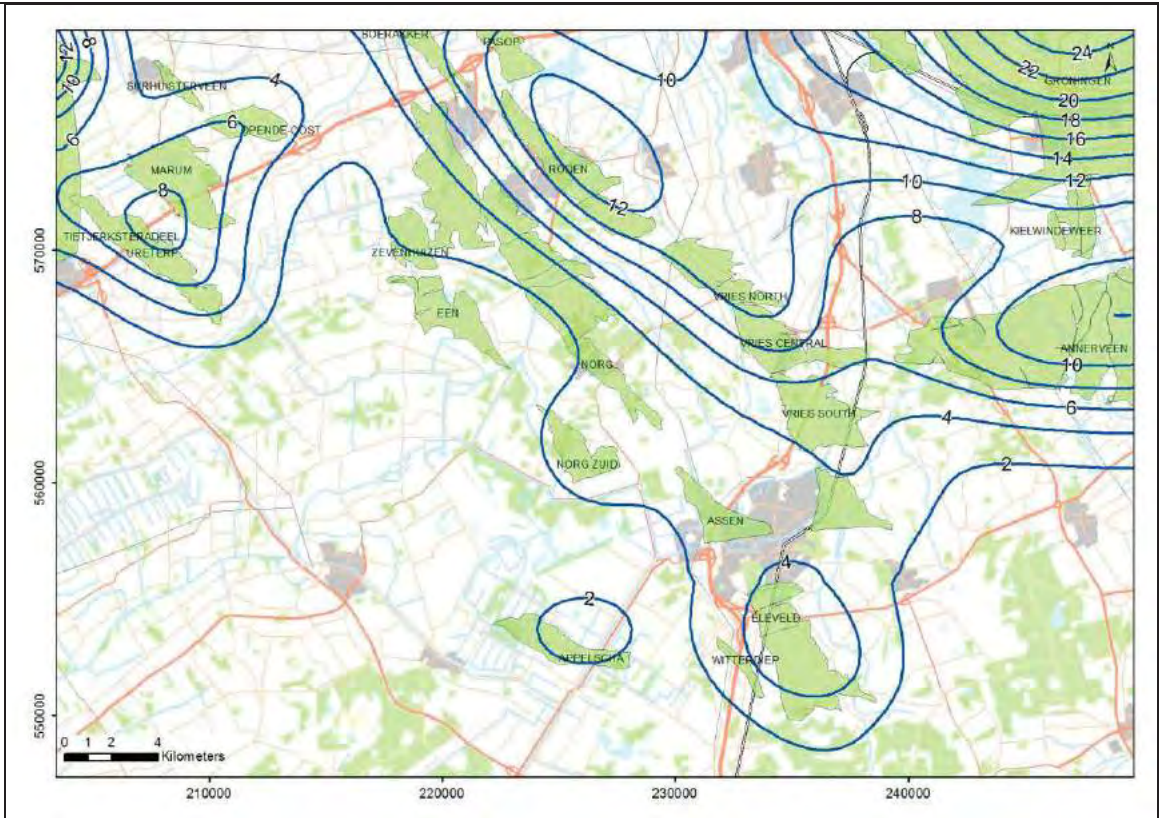 BOERAKKER
PASOP
24
12
8
10
22
GRONINGEN
SURHUISTERVEEN
4
10
20
6
OPENDE-OOST
18
6
16
MARUM
RODEN
14
8
10
12
12
TIETJERKSTERADEEL
8
KIELWINDEWEER
URETERP
ZEVENHUIZEN
570000
VRIES NORTH
EEN
VRIES CENTRAL
ANNERVEEN
NORG
10
6
VRIES SOUTH
4
NORG ZUID
2
560000
ASSEN
4
2
ELEVELD
APPELSCHA
WITTERDIEP
550000
0 1 2 4
Kilometers
210000 220000 230000 240000